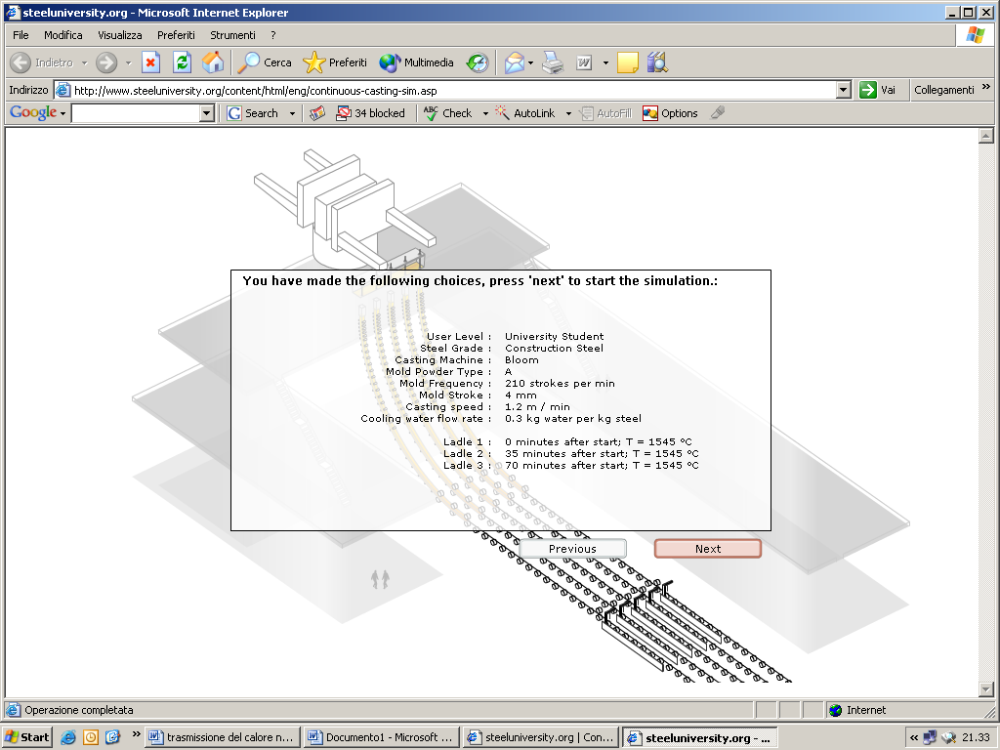 steeluniversity.org - Microsoft Internet Explorer
File Modifica Visualizza Preferiti Strumenti ?
Indietro Cerca Preferiti Multimedia
Indirizzo http://www.steeluniversity.org/content/html/eng/continuous-casting-sim.asp Vai Collegamenti »
Google Search 34 blocked ABC Check AutoLink AutoFill Options
You have made the following choices, press 'next' to start the simulation.:
User Level : University Student
Steel Grade : Construction Steel
Casting Machine : Bloom
Mold Powder Type : A
Mold Frequency : 210 strokes per min
Mold Stroke : 4 mm
Casting speed : 1.2 m / min
Cooling water flow rate : 0.3 kg water per kg steel
Ladle 1 : 0 minutes after start; T = 1545 ºC
Ladle 2 : 35 minutes after start; T = 1545 ºC
Ladle 3 : 70 minutes after start; T = 1545 ºC
Previous Next
Operazione completata Internet
Start » trasmissione del calore n... Documento1 - Microsoft ... steeluniversity.org | Con... steeluniversity.org - ... « 21.33